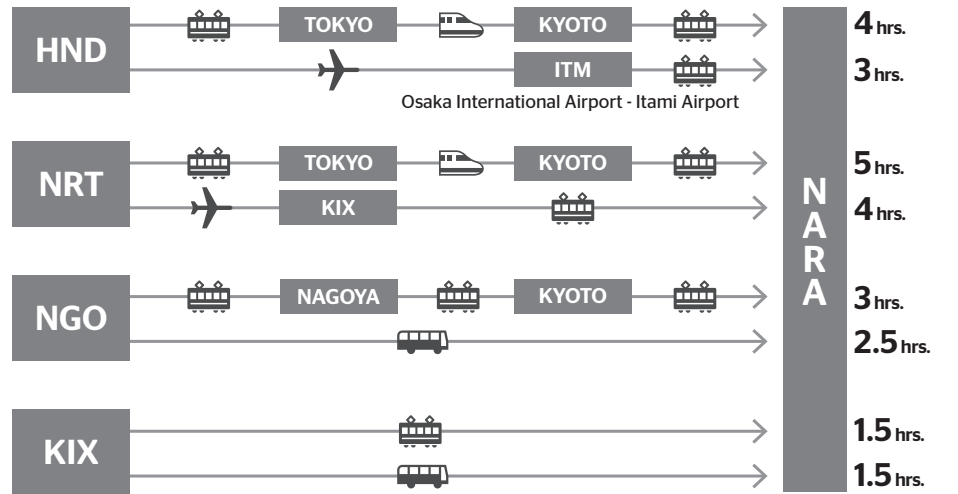 HND
TOKYO KYOTO 4 hrs.
ITM 3 hrs.
Osaka International Airport - Itami Airport
NRT
TOKYO KYOTO 5 hrs.
KIX 4 hrs.
NARA
NGO
NAGOYA KYOTO 3 hrs.
2.5 hrs.
KIX
1.5 hrs.
1.5 hrs.